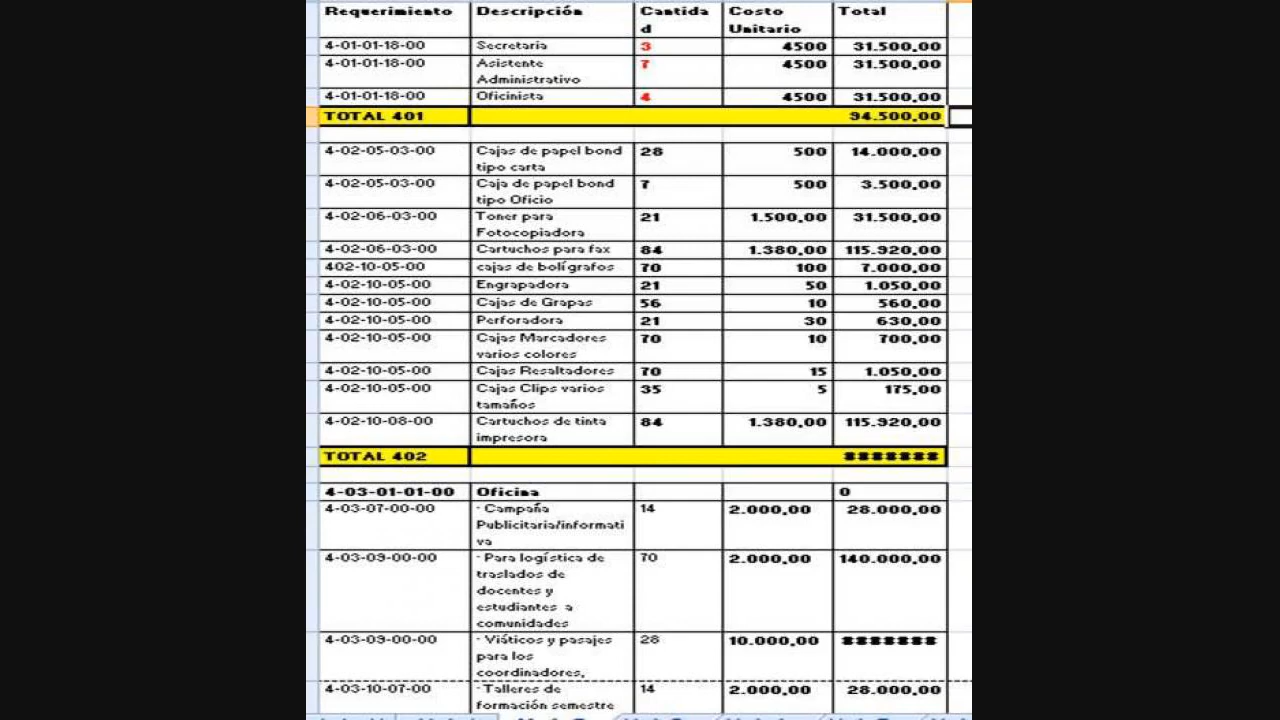 Requerimiento Descripción Cantida Costo Total
d Unitario
4-01-01-18-00 Secretaria 3 4500 31.500,00
4-01-01-18-00 Asistente 7 4500 31.500,00
Administrativo
4-01-01-18-00 Oficinista 4 4500 31.500,00
TOTAL 401 94.500,00
4-02-05-03-00 Cajas de papel bond 28 500 14.000,00
tipo carta
4-02-05-03-00 Caja de papel bond 7 500 3.500,00
tipo Oficio
4-02-06-03-00 Toner para 21 1.500,00 31.500,00
Fotocopiadora
4-02-06-03-00 Cartuchos para fax 84 1.380,00 115.920,00
402-10-05-00 cajas de bolígrafos 70 100 7.000,00
4-02-10-05-00 Engrapadora 21 50 1.050,00
4-02-10-05-00 Cajas de Grapas 56 10 560,00
4-02-10-05-00 Perforadora 21 30 630,00
4-02-10-05-00 Cajas Marcadores 70 10 700,00
varios colores
4-02-10-05-00 Cajas Resaltadores 70 15 1.050,00
4-02-10-05-00 Cajas Clips varios 35 5 175,00
tamaños
4-02-10-08-00 Cartuchos de tinta 84 1.380,00 115.920,00
impresora
TOTAL 402 #######
4-03-01-01-00 Oficina 0
4-03-07-00-00 - Campaña 14 2.000,00 28.000,00
Publicitaria/informati
va
4-03-09-00-00 - Para logística de 70 2.000,00 140.000,00
traslados de
docentes y
estudiantes a
comunidades
4-03-09-00-00 - Viáticos y pasajes 28 10.000,00 #######
para los
coordinadores,
4-03-10-07-00 - Talleres de 14 2.000,00 28.000,00
formación semestre